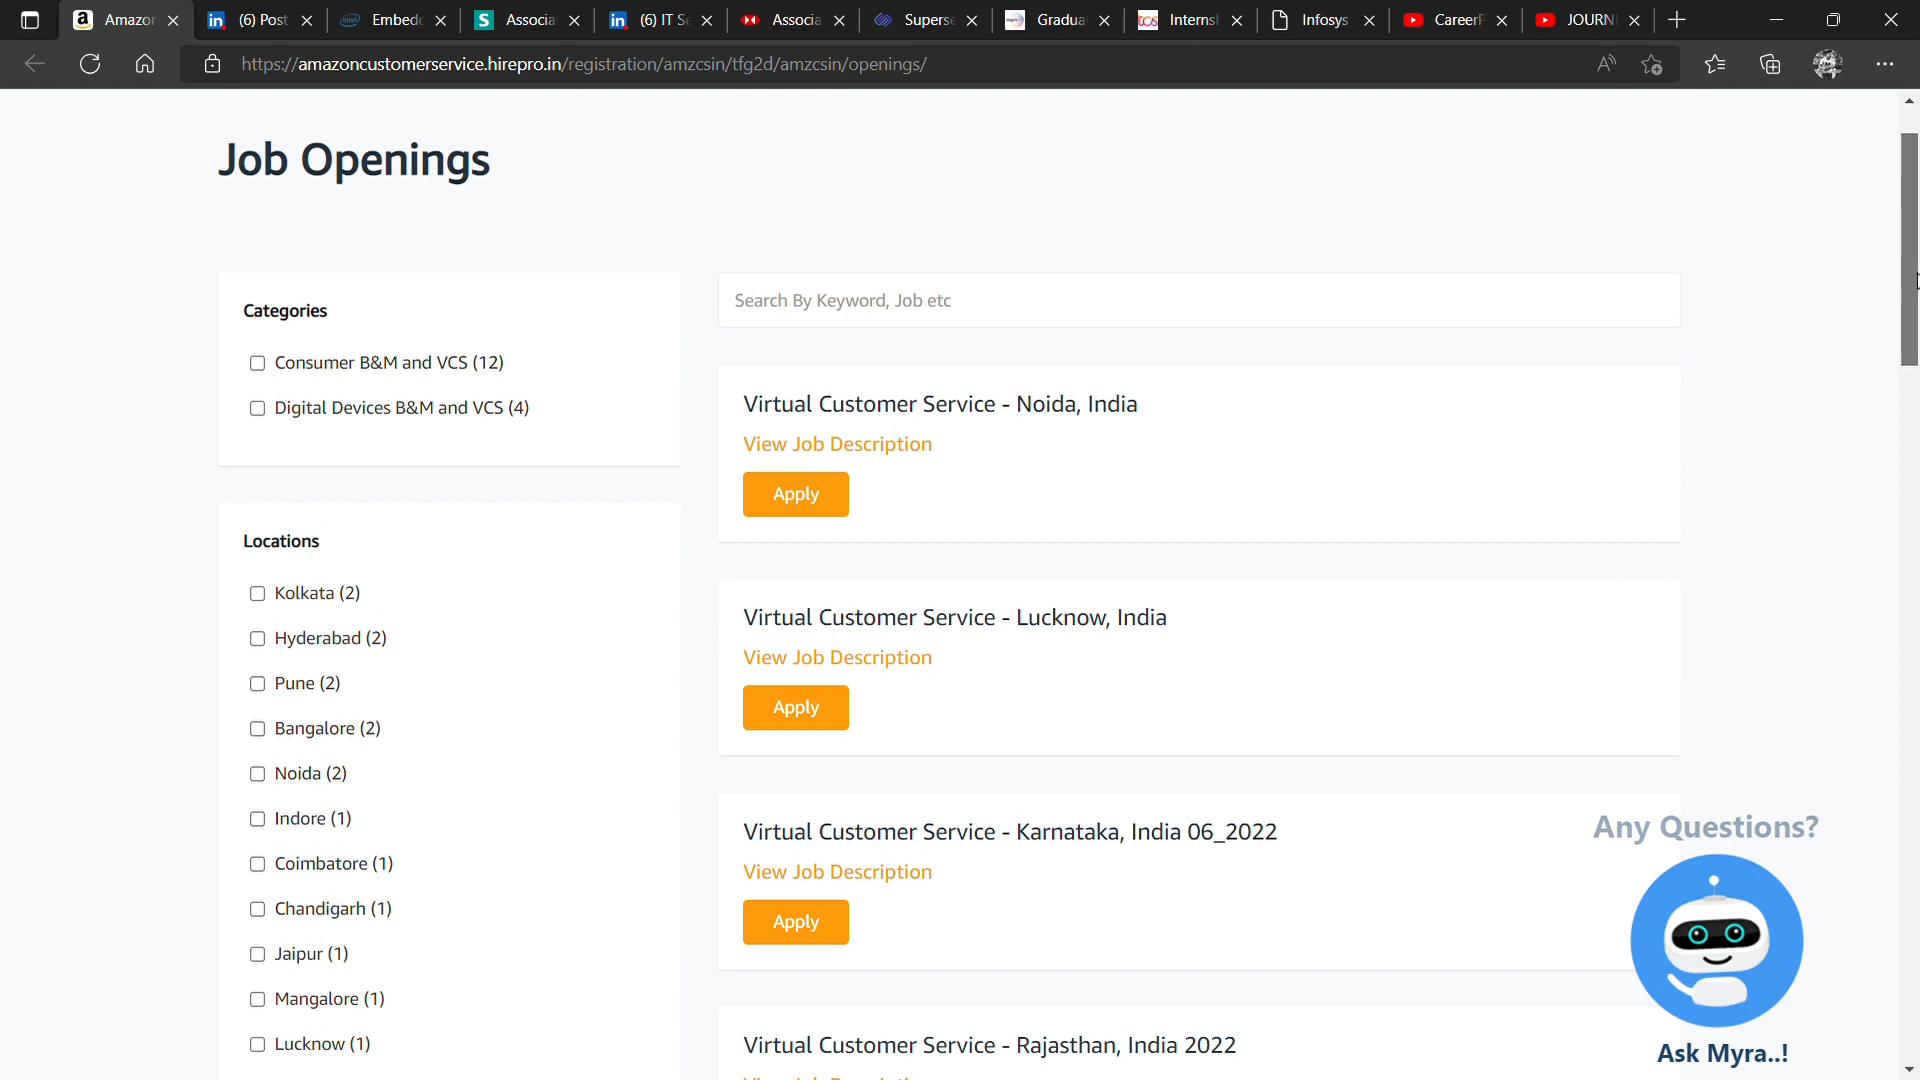 Amazon
(6) Post
Embedd
Associa
(6) IT Se
Associa
Superse
Gradua
Interns
Infosys
CareerP
JOURN
https://amazoncustomerservice.hirepro.in/registration/amzcsin/tfg2d/amzcsin/openings/
Job Openings
Categories
Consumer B&M and VCS (12)
Digital Devices B&M and VCS (4)
Locations
Kolkata (2)
Hyderabad (2)
Pune (2)
Bangalore (2)
Noida (2)
Indore (1)
Coimbatore (1)
Chandigarh (1)
Jaipur (1)
Mangalore (1)
Lucknow (1)
Search By Keyword, Job etc
Virtual Customer Service - Noida, India
View Job Description
Apply
Virtual Customer Service - Lucknow, India
View Job Description
Apply
Virtual Customer Service - Karnataka, India 06_2022
View Job Description
Apply
Virtual Customer Service - Rajasthan, India 2022
Any Questions?
Ask Myra..!